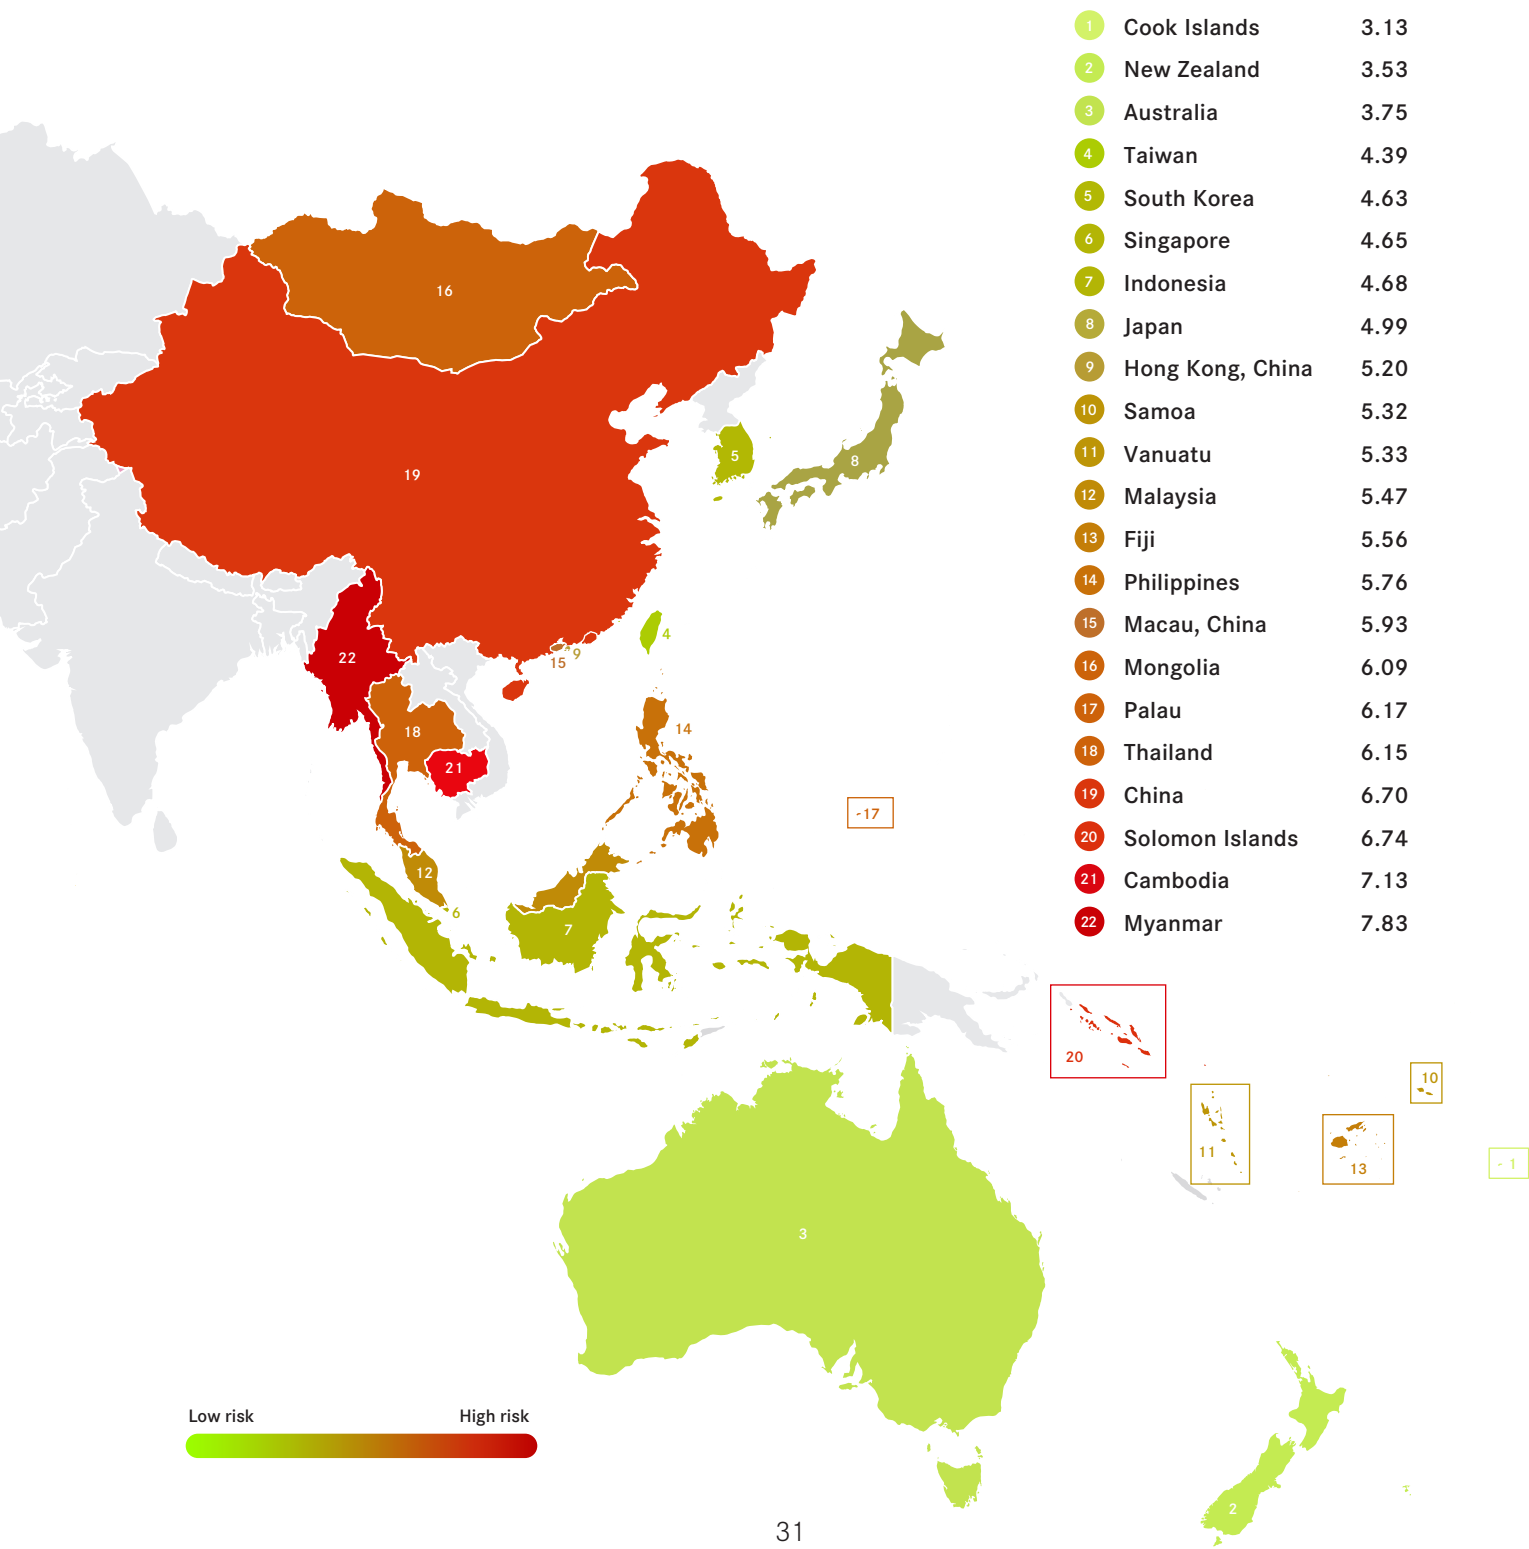 1 Cook Islands 3.13
2 New Zealand 3.53
3 Australia 3.75
4 Taiwan 4.39
5 South Korea 4.63
6 Singapore 4.65
7 Indonesia 4.68
8 Japan 4.99
9 Hong Kong, China 5.20
10 Samoa 5.32
11 Vanuatu 5.33
12 Malaysia 5.47
13 Fiji 5.56
14 Philippines 5.76
15 Macau, China 5.93
16 Mongolia 6.09
17 Palau 6.17
18 Thailand 6.15
19 China 6.70
20 Solomon Islands 6.74
21 Cambodia 7.13
22 Myanmar 7.83
16
19
5
8
4
9
15
22
14
18
21
17
12
6
7
20
10
11
13
1
3
2
Low risk High risk
31